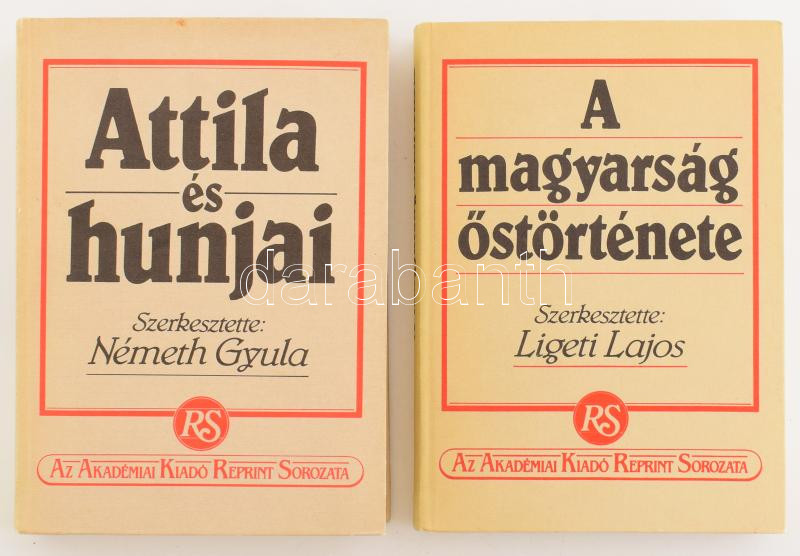 Attila
és
hunjai
Szerkesztette:
Németh Gyula
RS
AZ AKADÉMIAI KIADÓ REPRINT SOROZATA
A
magyarság
őstörténete
Szerkesztette:
Ligeti Lajos
RS
AZ AKADÉMIAI KIADÓ REPRINT SOROZATA
darabanth